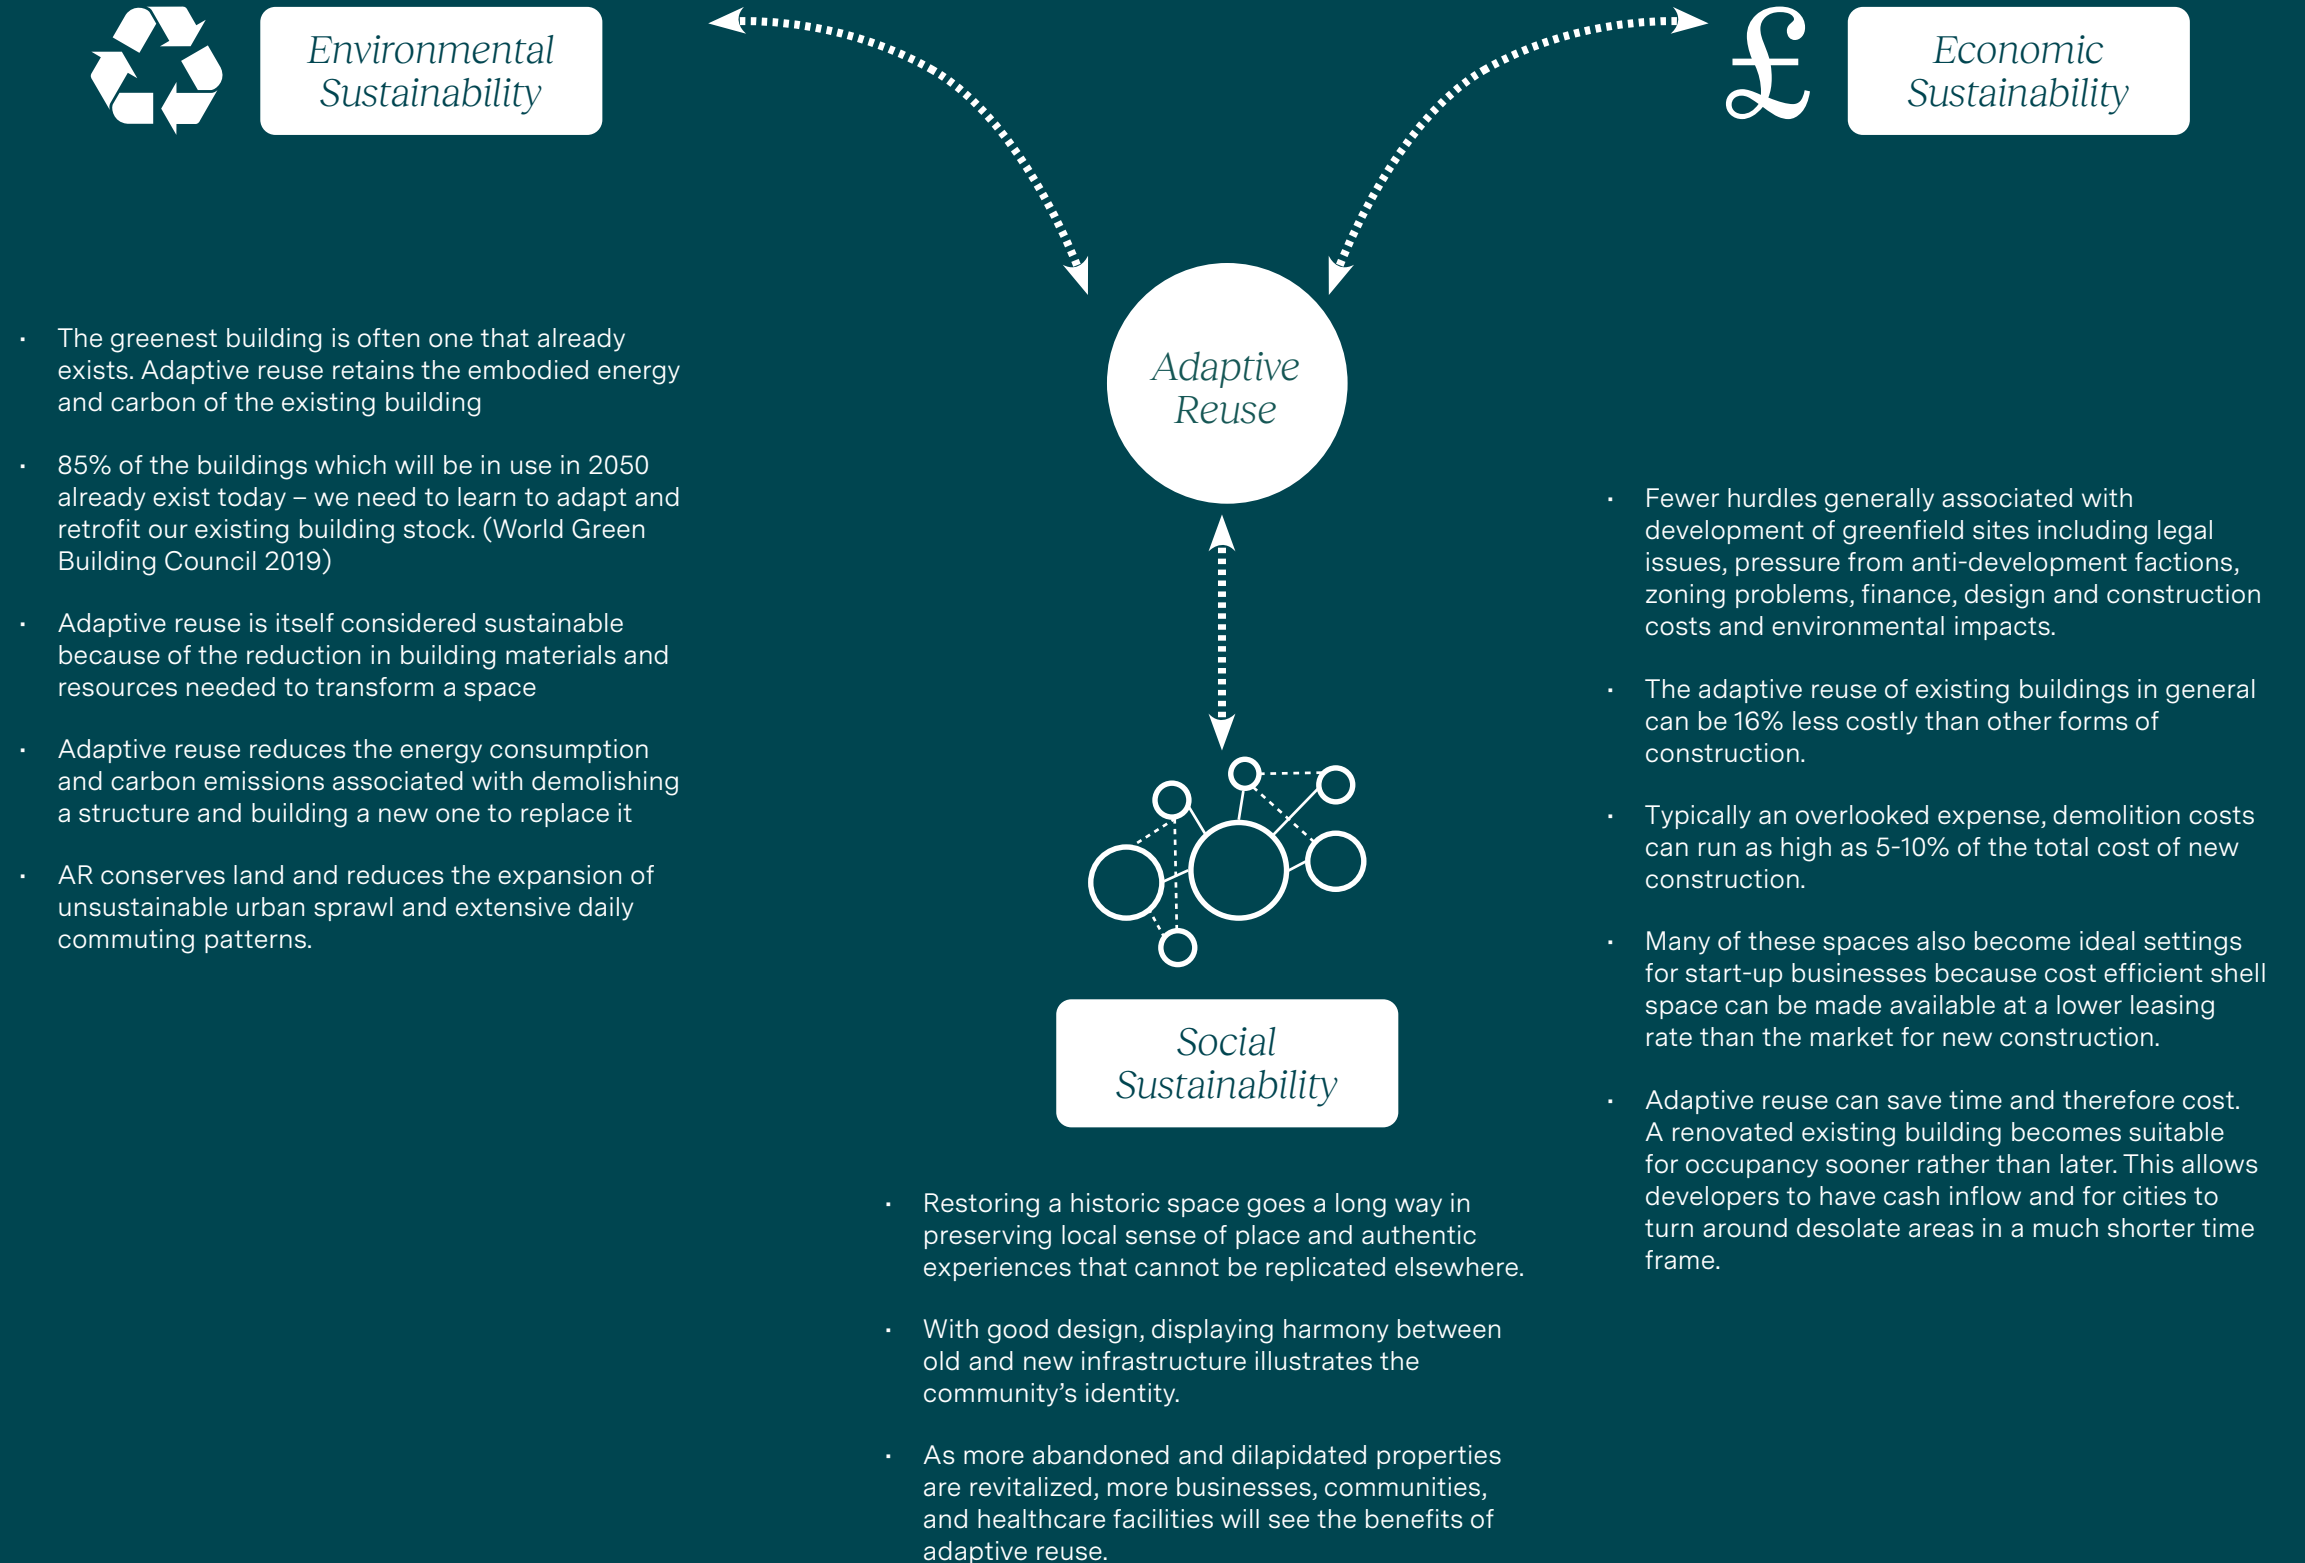 Environmental
Sustainability
£
Economic
Sustainability
Adaptive
Reuse
· The greenest building is often one that already
exists. Adaptive reuse retains the embodied energy
and carbon of the existing building
· 85% of the buildings which will be in use in 2050
already exist today – we need to learn to adapt and
retrofit our existing building stock. (World Green
Building Council 2019)
· Adaptive reuse is itself considered sustainable
because of the reduction in building materials and
resources needed to transform a space
· Adaptive reuse reduces the energy consumption
and carbon emissions associated with demolishing
a structure and building a new one to replace it
· AR conserves land and reduces the expansion of
unsustainable urban sprawl and extensive daily
commuting patterns.
Social
Sustainability
· Restoring a historic space goes a long way in
preserving local sense of place and authentic
experiences that cannot be replicated elsewhere.
· With good design, displaying harmony between
old and new infrastructure illustrates the
community’s identity.
· As more abandoned and dilapidated properties
are revitalized, more businesses, communities,
and healthcare facilities will see the benefits of
adaptive reuse.
· Fewer hurdles generally associated with
development of greenfield sites including legal
issues, pressure from anti-development factions,
zoning problems, finance, design and construction
costs and environmental impacts.
· The adaptive reuse of existing buildings in general
can be 16% less costly than other forms of
construction.
· Typically an overlooked expense, demolition costs
can run as high as 5-10% of the total cost of new
construction.
· Many of these spaces also become ideal settings
for start-up businesses because cost efficient shell
space can be made available at a lower leasing
rate than the market for new construction.
· Adaptive reuse can save time and therefore cost.
A renovated existing building becomes suitable
for occupancy sooner rather than later. This allows
developers to have cash inflow and for cities to
turn around desolate areas in a much shorter time
frame.